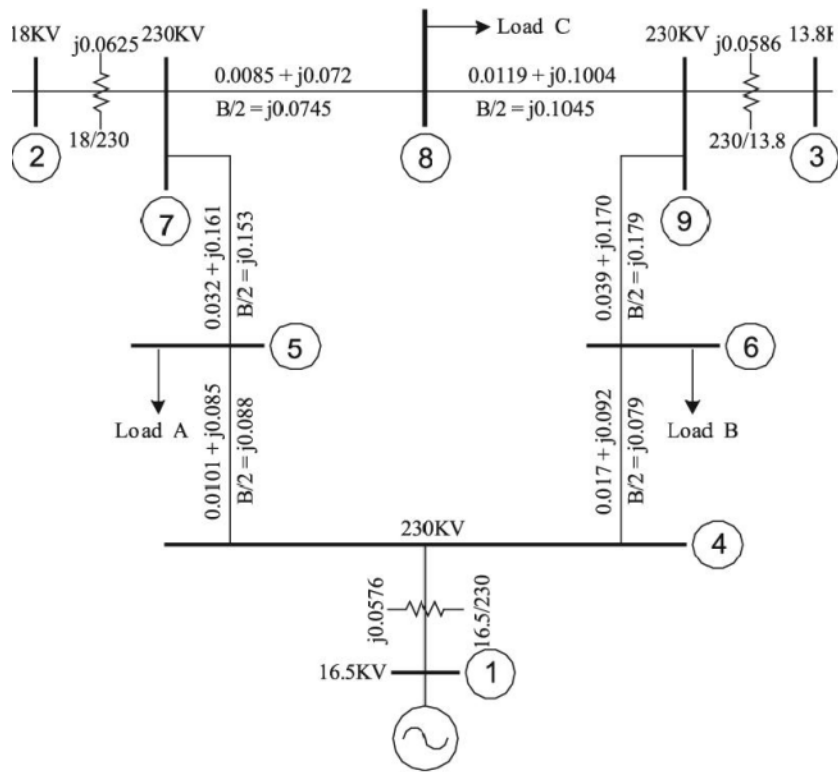 Load C
18KV
j0.0625
230KV
0.0085 + j0.072
0.0119 + j0.1004
230KV
j0.0586
B/2 = j0.0745
B/2 = j0.1045
18/230
230/13.8
2
8
3
7
9
0.032 + j0.161
B/2 = j0.153
0.039 + j0.170
B/2 = j0.179
5
6
Load A
0.0101 + j0.085
B/2 = j0.088
0.017 + j0.092
B/2 = j0.079
Load B
230KV
4
j0.0576
16.5/230
16.5KV
1